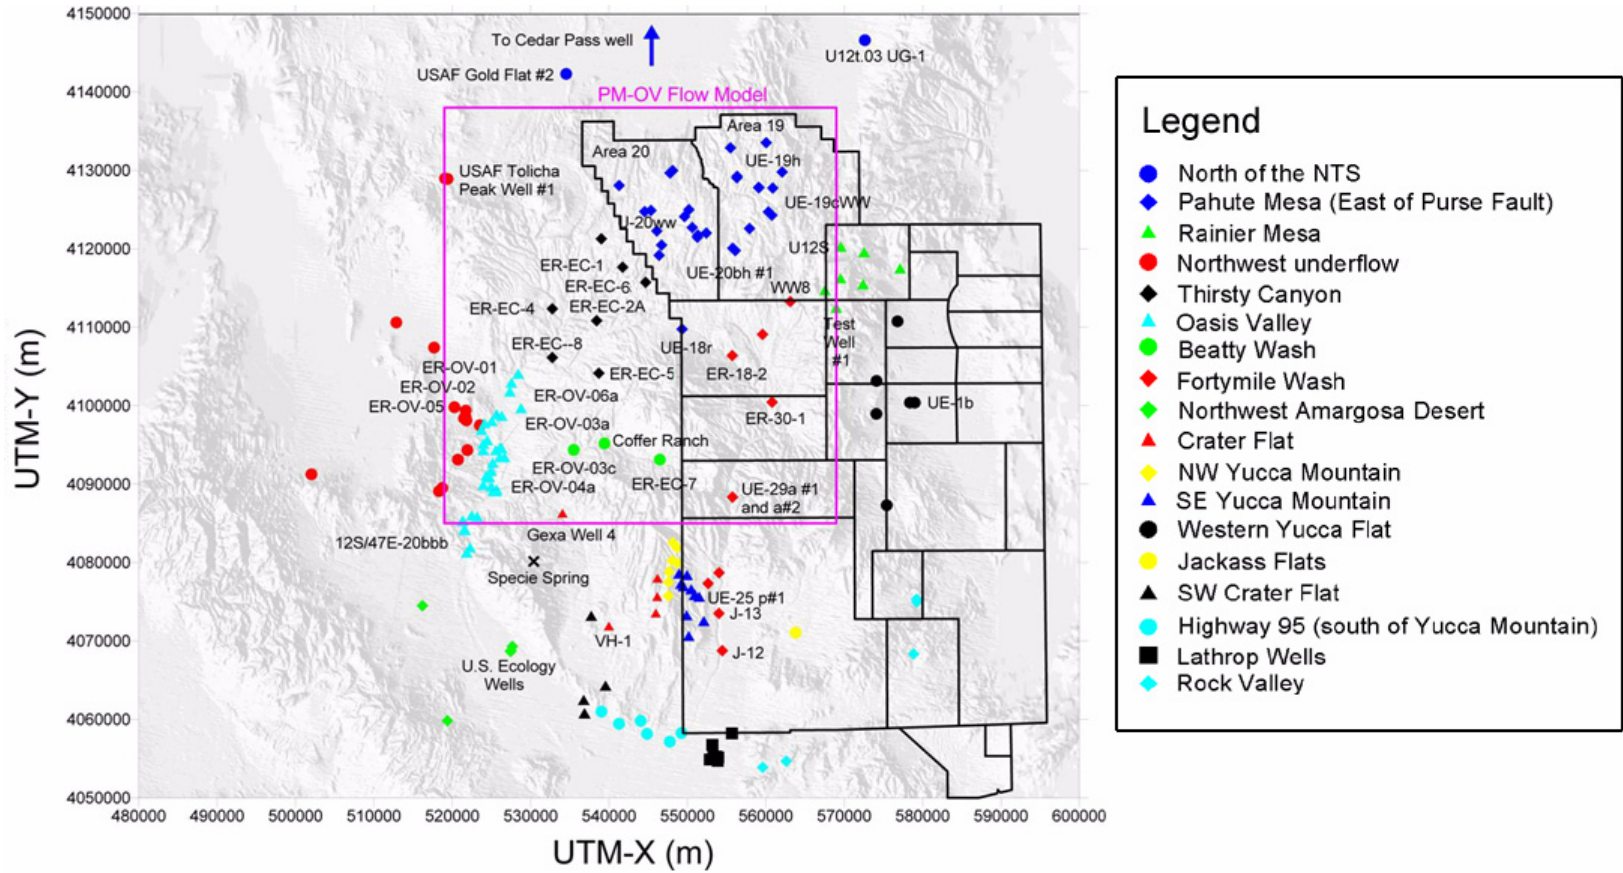 4150000
To Cedar Pass well
U12t.03 UG-1
USAF Gold Flat #2
4140000
PM-OV Flow Model
Area 19
4130000
Area 20
UE-19h
USAF Tolicha
Peak Well #1
UE-19cWW
4120000
U12S
ER-EC-1
UE-20bh #1
ER-EC-6
WW8
ER-EC-2A
ER-EC-4
4110000
Test
Well
#1
ER-EC--8
UE-18r
ER-OV-01
ER-EC-5
ER-18-2
ER-OV-02
ER-OV-06a
4100000
ER-OV-05
UE-1b
ER-OV-03a
ER-30-1
Coffer Ranch
ER-OV-03c
ER-EC-7
4090000
ER-OV-04a
UE-29a #1
and a#2
Gexa Well 4
12S/47E-20bbb
4080000
Specie Spring
UE-25 p#1
J-13
4070000
VH-1
J-12
U.S. Ecology
Wells
4060000
4050000
480000 490000 500000 510000 520000 530000 540000 550000 560000 570000 580000 590000 600000
UTM-X (m)
UTM-Y (m)
Legend
North of the NTS
Pahute Mesa (East of Purse Fault)
Rainier Mesa
Northwest underflow
Thirsty Canyon
Oasis Valley
Beatty Wash
Fortymile Wash
Northwest Amargosa Desert
Crater Flat
NW Yucca Mountain
SE Yucca Mountain
Western Yucca Flat
Jackass Flats
SW Crater Flat
Highway 95 (south of Yucca Mountain)
Lathrop Wells
Rock Valley